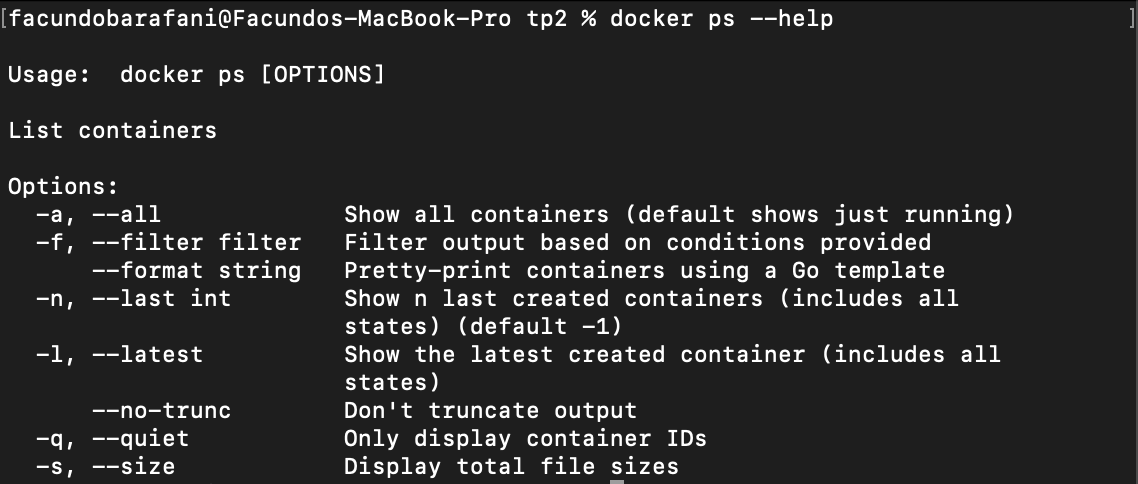 [facundobarafani@Facundos-MacBook-Pro tp2 % docker ps --help ]
Usage:  docker ps [OPTIONS]
List containers
Options:
  -a, --all             Show all containers (default shows just running)
  -f, --filter filter   Filter output based on conditions provided
      --format string   Pretty-print containers using a Go template
  -n, --last int        Show n last created containers (includes all
                        states) (default -1)
  -l, --latest          Show the latest created container (includes all
                        states)
      --no-trunc        Don't truncate output
  -q, --quiet           Only display container IDs
  -s, --size            Display total file sizes